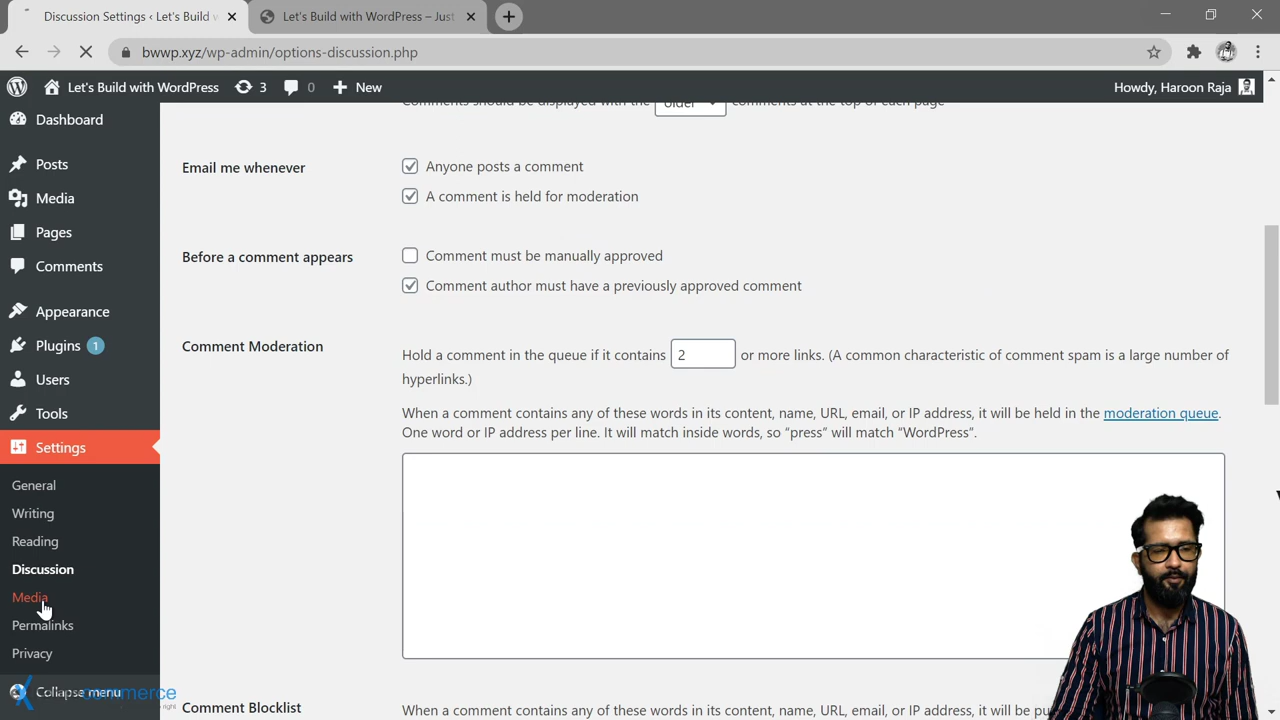 Discussion Settings ‹ Let's Build w
Let's Build with WordPress – Just
bwwp.xyz/wp-admin/options-discussion.php
Let's Build with WordPress
3
0
New
Howdy, Haroon Raja
Dashboard
Posts
Media
Pages
Comments
Appearance
Plugins 1
Users
Tools
Settings
General
Writing
Reading
Discussion
Media
Permalinks
Privacy
Collapse menu
Comments should be displayed with the older comments at the top of each page
Email me whenever
Anyone posts a comment
A comment is held for moderation
Before a comment appears
Comment must be manually approved
Comment author must have a previously approved comment
Comment Moderation
Hold a comment in the queue if it contains 2 or more links. (A common characteristic of comment spam is a large number of
hyperlinks.)
When a comment contains any of these words in its content, name, URL, email, or IP address, it will be held in the moderation queue.
One word or IP address per line. It will match inside words, so “press” will match “WordPress”.
Comment Blocklist
When a comment contains any of these words in its content, name, URL, email, or IP address, it will be pu